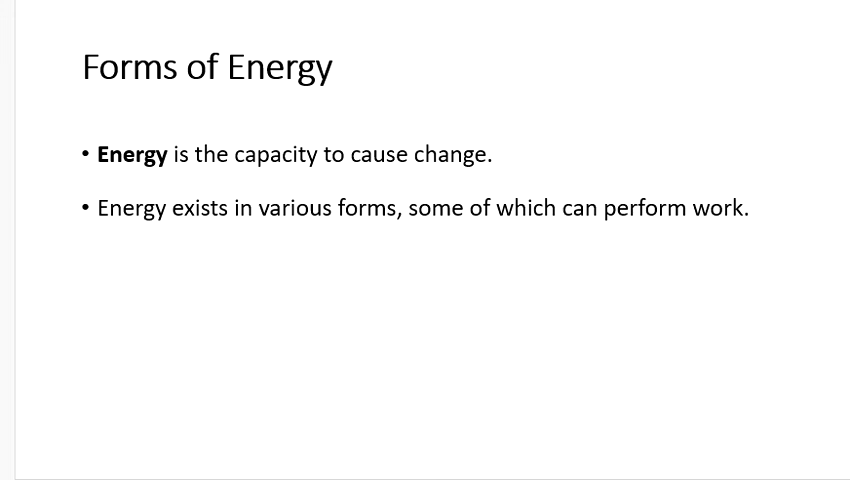 Forms of Energy
• Energy is the capacity to cause change.
• Energy exists in various forms, some of which can perform work.